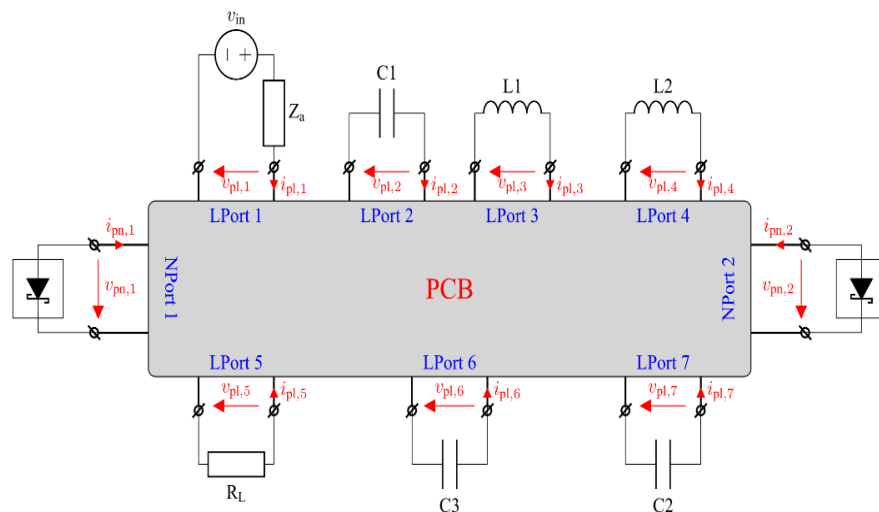 v_in
− +
C1
L1
L2
Z_a
v_pl,1 i_pl,1
v_pl,2 i_pl,2
v_pl,3 i_pl,3
v_pl,4 i_pl,4
LPort 1
LPort 2
LPort 3
LPort 4
i_pn,1
i_pn,2
v_pn,1
NPort 1
PCB
NPort 2
v_pn,2
LPort 5
LPort 6
LPort 7
v_pl,5 i_pl,5
v_pl,6 i_pl,6
v_pl,7 i_pl,7
R_L
C3
C2